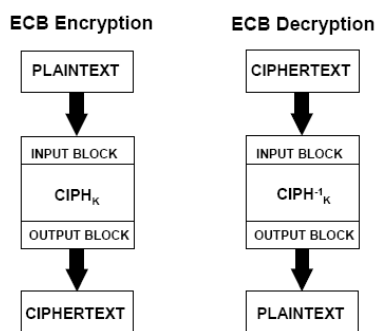 ECB Encryption
PLAINTEXT
INPUT BLOCK
CIPHK
OUTPUT BLOCK
CIPHERTEXT
ECB Decryption
CIPHERTEXT
INPUT BLOCK
CIPH-1K
OUTPUT BLOCK
PLAINTEXT